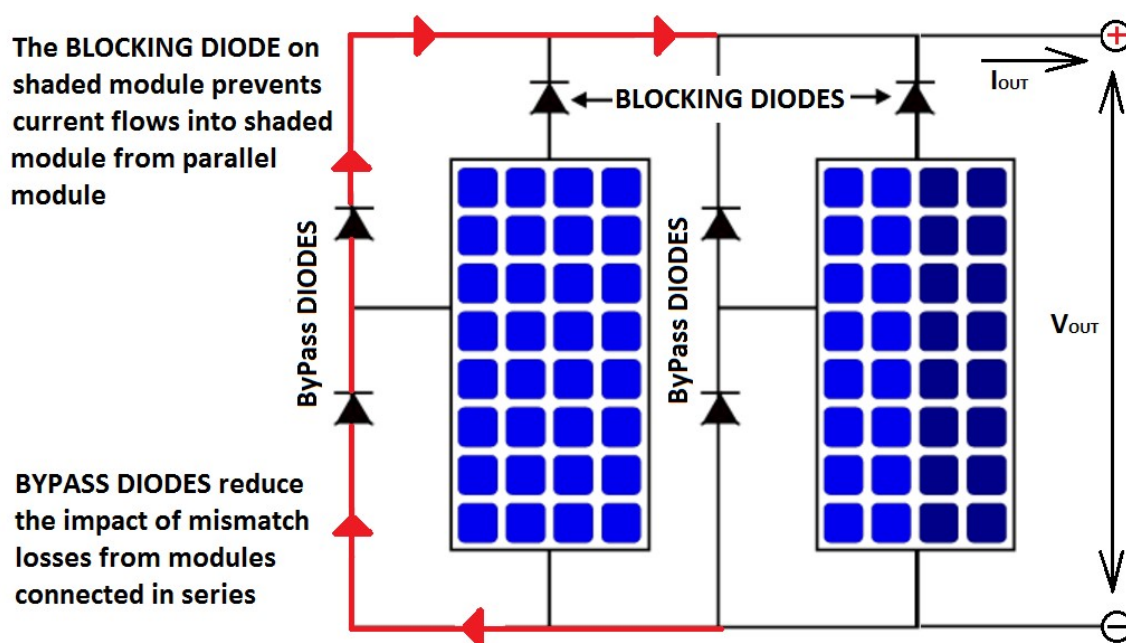 The BLOCKING DIODE on
shaded module prevents
current flows into shaded
module from parallel
module
BLOCKING DIODES
IOUT
+
ByPass DIODES
ByPass DIODES
VOUT
BYPASS DIODES reduce
the impact of mismatch
losses from modules
connected in series
−